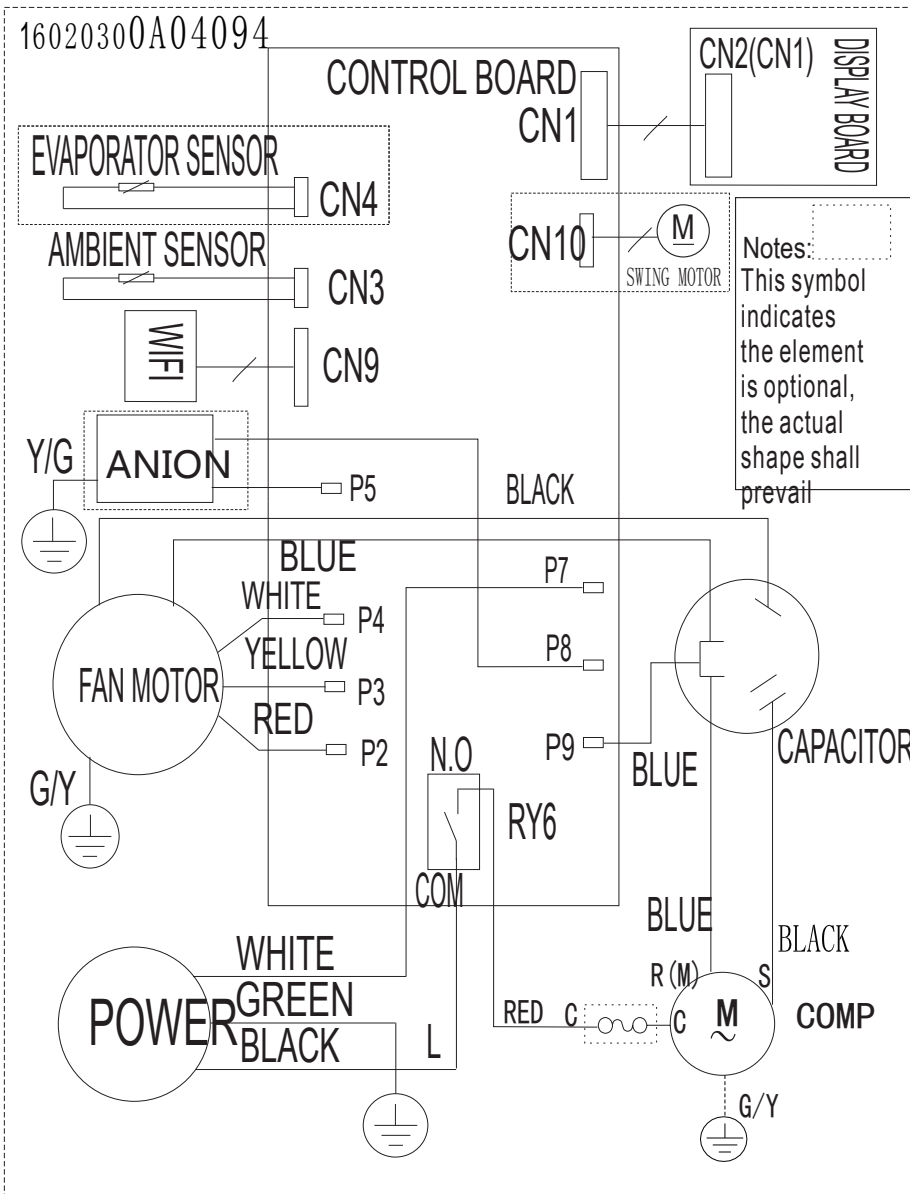 16020300A04094
CONTROL BOARD
CN1
CN2(CN1)
DISPLAY BOARD
EVAPORATOR SENSOR
CN4
AMBIENT SENSOR
CN3
CN10
M
SWING MOTOR
Notes:
This symbol
indicates
the element
is optional,
the actual
shape shall
prevail
WIFI
CN9
Y/G
ANION
P5
BLACK
BLUE
WHITE
P4
YELLOW
P3
RED
P2
FAN MOTOR
G/Y
P7
P8
P9
BLUE
CAPACITOR
N.O
RY6
COM
BLUE
BLACK
R(M)
S
RED
C
C
M
~
COMP
G/Y
POWER
WHITE
GREEN
BLACK
L